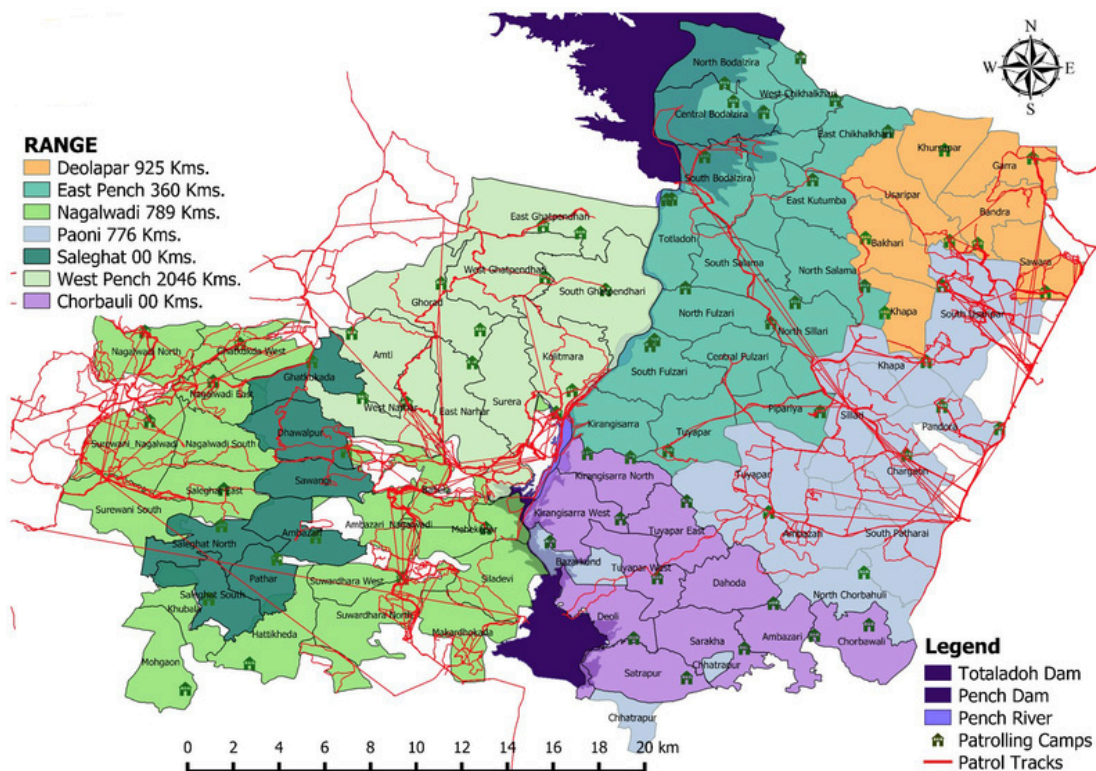 N
W
E
S
RANGE
Deolapar 925 Kms.
East Pench 360 Kms.
Nagalwadi 789 Kms.
Paoni 776 Kms.
Saleghat 00 Kms.
West Pench 2046 Kms.
Chorbauli 00 Kms.
North Bodalzira
West Chikhalkhari
Central Bodalzira
East Chikhalkhari
South Bodalzira
Khursapar
Garra
Usaripar
Bandra
East Kutumba
East Ghatpendhari
Totladoh
Bakhari
Sawara
West Ghatpendhari
South Salama
North Salama
South Ghatpendhari
Ghorad
North Fulzari
North Sillari
Khapa
South Usaripar
Nagalwadi North
Ghatkukda West
Amti
Kolitmara
Central Fulzari
Khapa
Ghatkukada
South Fulzari
Nagalwadi East
West Narhar
East Narhar
Surera
Pipariya
Sillari
Pandora
Surewani_Nagalwadi
Nagalwadi South
Dhawalpur
Kirangisarra
Tuyapar
Chargaon
Kirangisarra North
Tuyapar
Sawangi
Saleghat East
Surewani South
Ambazari
Ambazari_Nagalwadi
Kirangisarra West
Tuyapar East
Ambazari
South Patharai
Saleghat North
Pathar
Suwardhara West
Siladevi
Bazarkund
Tuyapar West
Dahoda
North Chorbahuli
Saleghat South
Khubala
Suwardhara North
Deoli
Hattikheda
Makardhokada
Sarakha
Ambazari
Chorbawali
Mohgaon
Satrapur
Chhatrapur
Chhatrapur
Legend
Totaladoh Dam
Pench Dam
Pench River
Patrolling Camps
Patrol Tracks
0 2 4 6 8 10 12 14 16 18 20 km